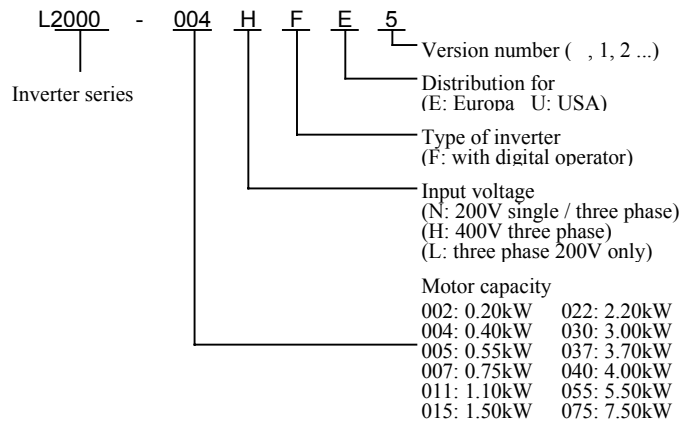 L2000 - 004 H F E 5
Version number ( , 1, 2 ...)
Distribution for
(E: Europa U: USA)
Inverter series
Type of inverter
(F: with digital operator)
Input voltage
(N: 200V single / three phase)
(H: 400V three phase)
(L: three phase 200V only)
Motor capacity
002: 0.20kW 022: 2.20kW
004: 0.40kW 030: 3.00kW
005: 0.55kW 037: 3.70kW
007: 0.75kW 040: 4.00kW
011: 1.10kW 055: 5.50kW
015: 1.50kW 075: 7.50kW